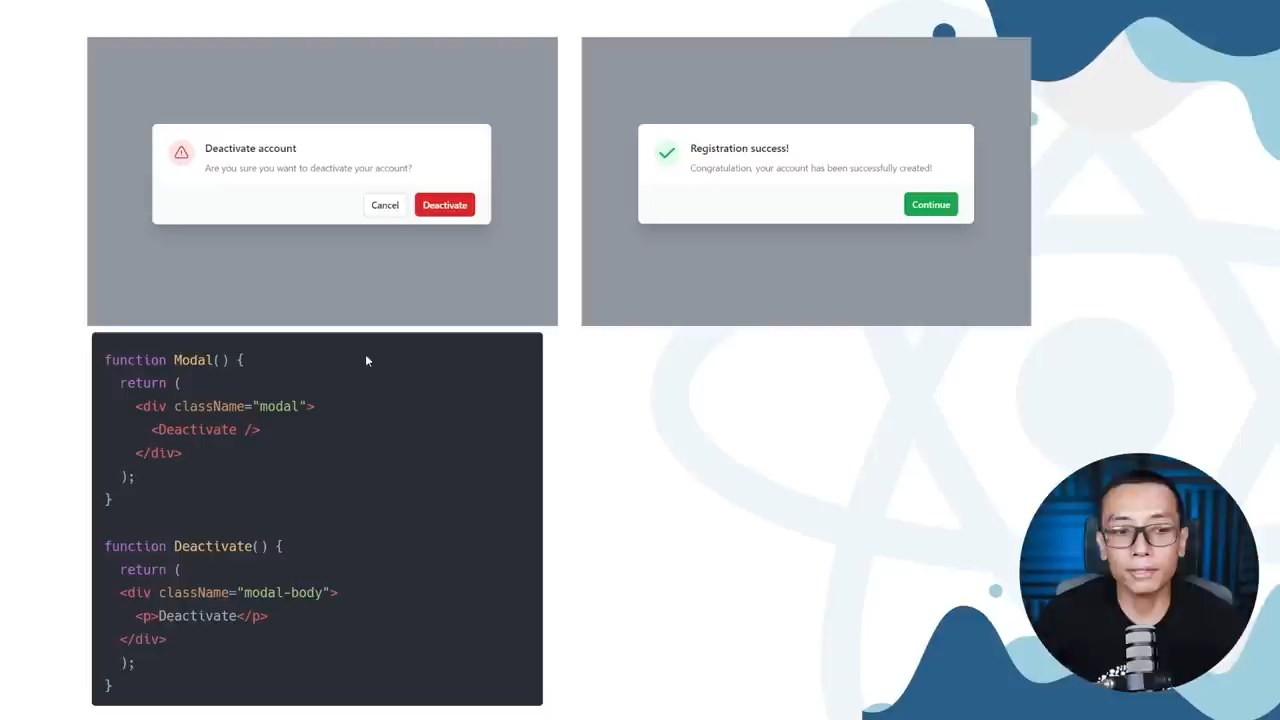 Deactivate account
Are you sure you want to deactivate your account?
Cancel
Deactivate
Registration success!
Congratulation, your account has been successfully created!
Continue
function Modal() {
  return (
    <div className="modal">
      <Deactivate />
    </div>
  );
}
function Deactivate() {
  return (
  <div className="modal-body">
    <p>Deactivate</p>
  </div>
  );
}